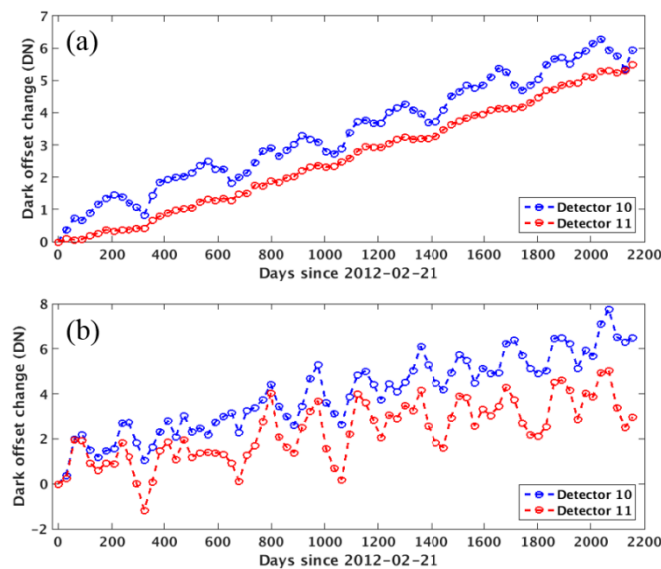 (a)
Dark offset change (DN)
7
6
5
4
3
2
1
0
Detector 10
Detector 11
0 200 400 600 800 1000 1200 1400 1600 1800 2000 2200
Days since 2012-02-21
(b)
Dark offset change (DN)
8
6
4
2
0
-2
Detector 10
Detector 11
0 200 400 600 800 1000 1200 1400 1600 1800 2000 2200
Days since 2012-02-21